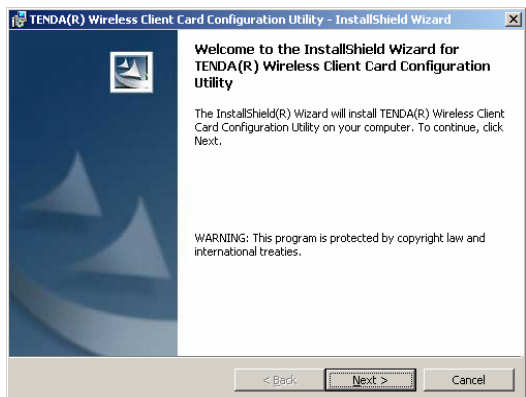 TENDA(R) Wireless Client Card Configuration Utility - InstallShield Wizard
Welcome to the InstallShield Wizard for
TENDA(R) Wireless Client Card Configuration
Utility
The InstallShield(R) Wizard will install TENDA(R) Wireless Client
Card Configuration Utility on your computer. To continue, click
Next.
WARNING: This program is protected by copyright law and
international treaties.
< Back Next > Cancel